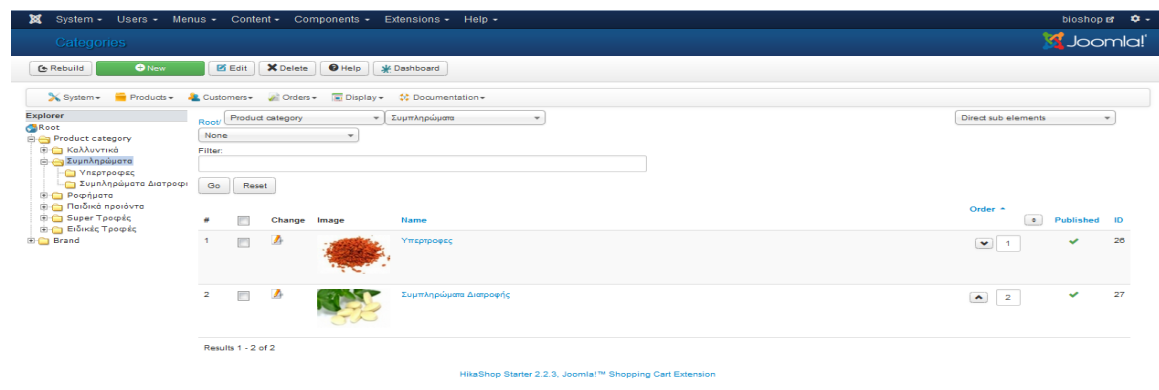 System Users Menus Content Components Extensions Help bioshop
Categories Joomla!
Rebuild New Edit Delete Help Dashboard
System Products Customers Orders Display Documentation
Explorer
Root
Product category
Καλλυντικά
Συμπληρώματα
Υπερτροφες
Συμπληρώματα Διατροφ
Ροφήματα
Παιδικά προιόντα
Super Τροφές
Ειδικές Τροφές
Brand
Root/ Product category Συμπληρώματα Direct sub elements
None
Filter:
Go Reset
# Change Image Name Order Published ID
1 Υπερτροφες 1 26
2 Συμπληρώματα Διατροφής 2 27
Results 1 - 2 of 2
HikaShop Starter 2.2.3, Joomla!™ Shopping Cart Extension